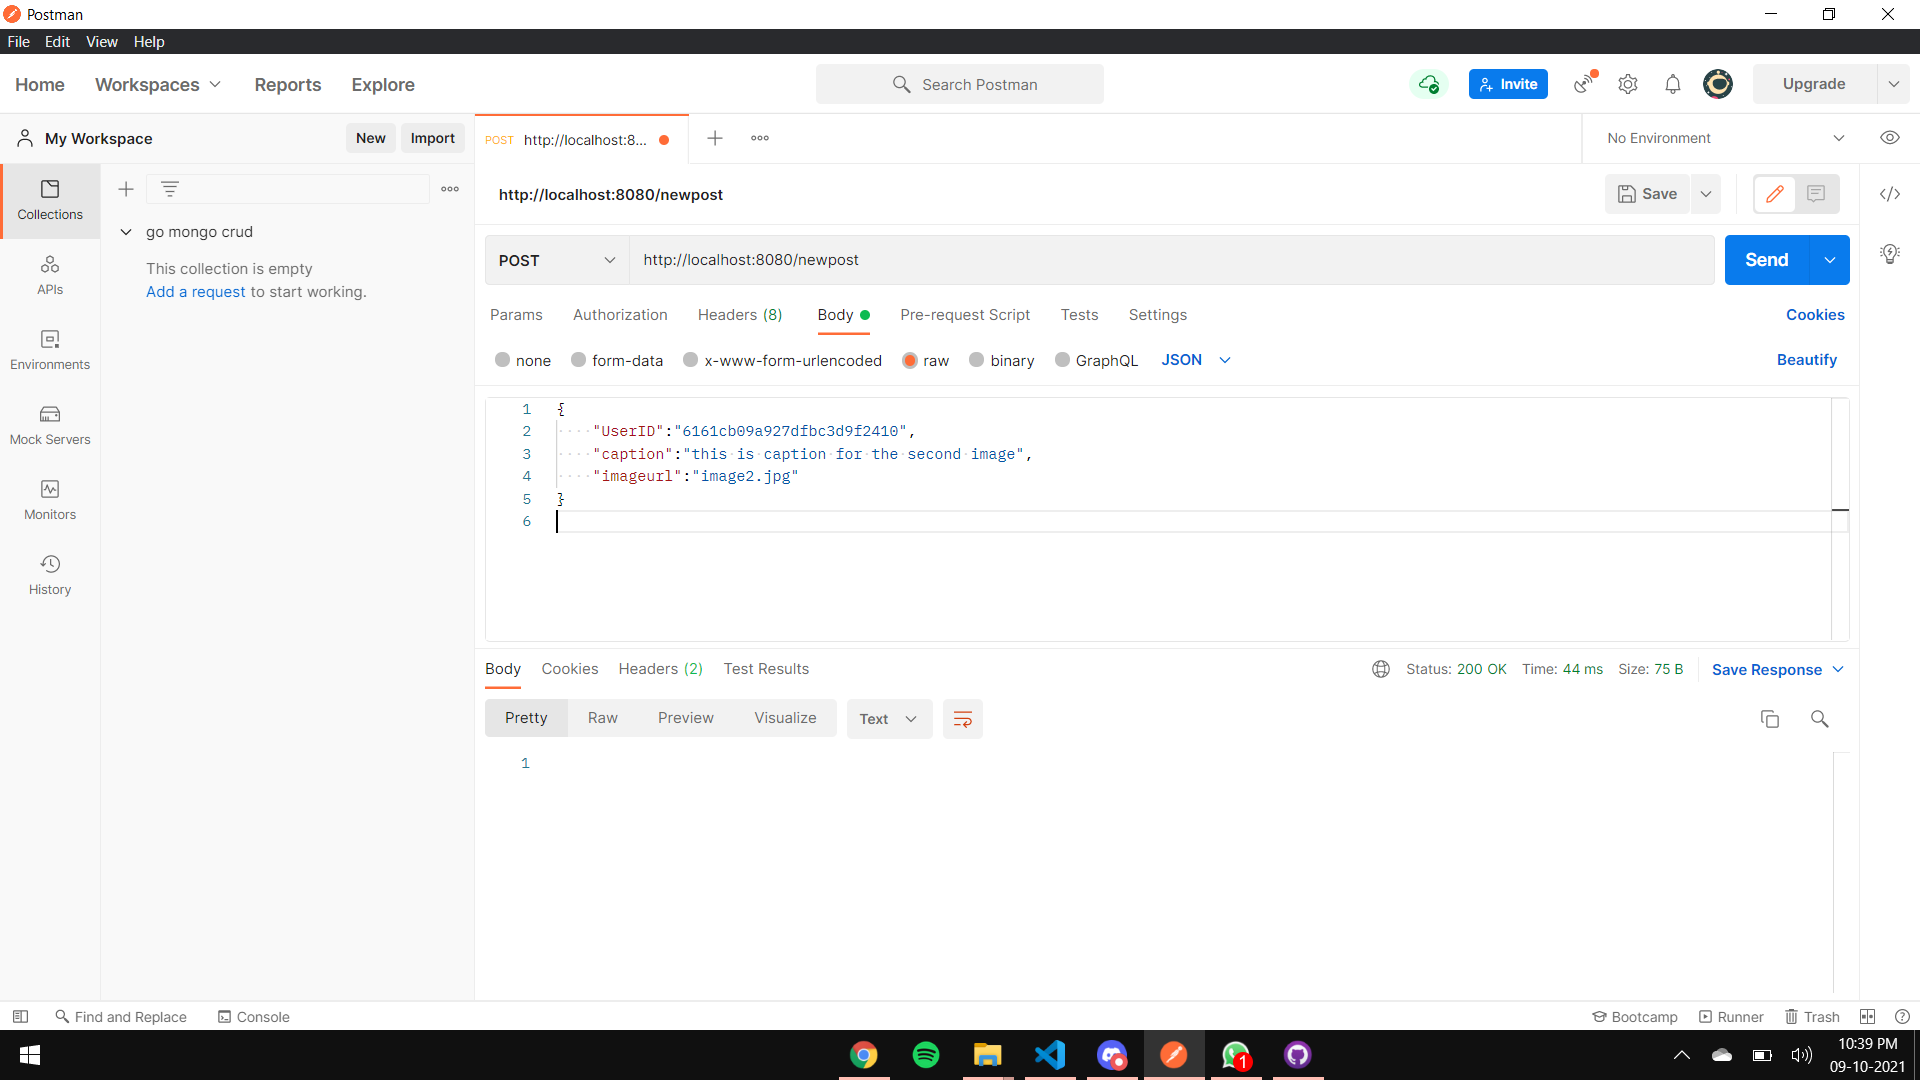 Postman
File Edit View Help
Home Workspaces Reports Explore
Search Postman
Invite
Upgrade
My Workspace
New Import
POST http://localhost:8...
No Environment
Collections
APIs
Environments
Mock Servers
Monitors
History
go mongo crud
This collection is empty
Add a request to start working.
http://localhost:8080/newpost
Save
POST http://localhost:8080/newpost
Send
Params Authorization Headers (8) Body Pre-request Script Tests Settings
Cookies
none form-data x-www-form-urlencoded raw binary GraphQL JSON
Beautify
1 {
2 "UserID":"6161cb09a927dfbc3d9f2410",
3 "caption":"this is caption for the second image",
4 "imageurl":"image2.jpg"
5 }
6
Body Cookies Headers (2) Test Results
Status: 200 OK Time: 44 ms Size: 75 B
Save Response
Pretty Raw Preview Visualize Text
1
Find and Replace Console
Bootcamp Runner Trash
1
10:39 PM
09-10-2021